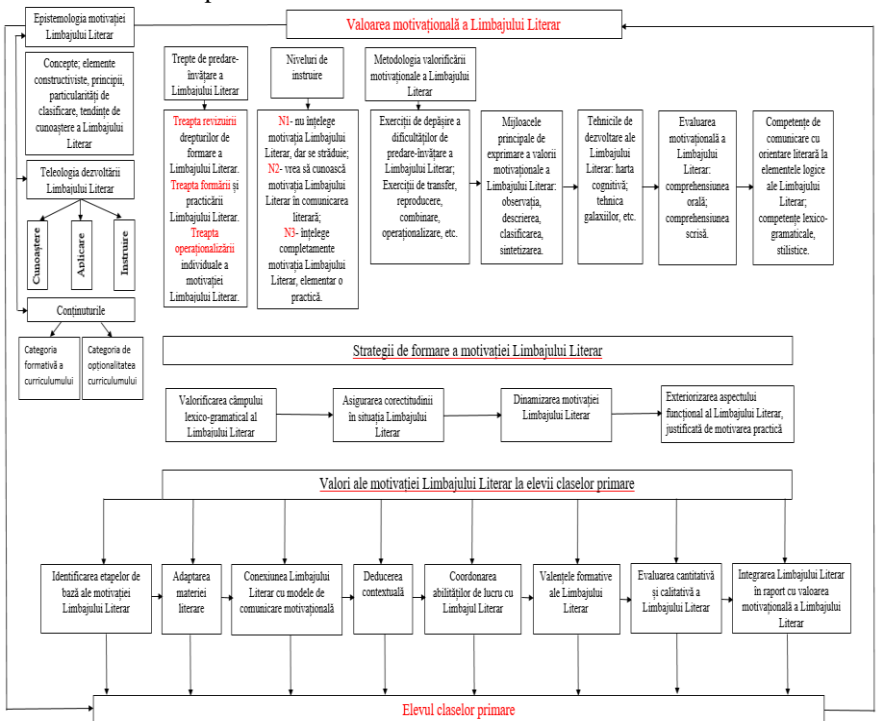 Epistemologia motivației
Limbajului Literar
Valoarea motivațională a Limbajului Literar
Concepte; elemente
constructiviste, principii,
particularități de
clasificare, tendințe de
cunoaștere a Limbajului
Literar
Teleologia dezvoltării
Limbajului Literar
Cunoaștere
Aplicare
Instruire
Conținuturile
Categoria
formativă a
curriculumului
Categoria de
opționalitatea
curriculumului
Trepte de predare-
învățare a
Limbajului Literar
Treapta revizuirii
drepturilor de
formare a
Limbajului Literar.
Treapta formării și
practicării
Limbajului Literar.
Treapta
operaționalizării
individuale a
motivației
Limbajului Literar.
Niveluri de
instruire
N1- nu înțelege
motivația Limbajului
Literar, dar se străduie;
N2- vrea să cunoască
motivația Limbajului
Literar în comunicarea
literară;
N3- înțelege
completamente
motivația Limbajului
Literar, elementar o
practică.
Metodologia valorificării
motivaționale a Limbajului
Literar
Exerciții de depășire a
dificultăților de
predare-învățare a
Limbajului Literar;
Exerciții de transfer,
reproducere,
combinare,
operaționalizare, etc.
Mijloacele
principale de
exprimare a valorii
motivaționale a
Limbajului Literar:
observația,
descrierea,
clasificarea,
sintetizarea.
Tehnicile de
dezvoltare ale
Limbajului
Literar: harta
cognitivă;
tehnica
galaxiilor, etc.
Evaluarea
motivațională a
Limbajului
Literar:
comprehensiunea
orală;
comprehensiunea
scrisă.
Competențe de
comunicare cu
orientare literară la
elementele logice
ale Limbajului
Literar;
competențe lexico-
gramaticale,
stilistice.
Strategii de formare a motivației Limbajului Literar
Valorificarea câmpului
lexico-gramatical al
Limbajului Literar
Asigurarea corectitudinii
în situația Limbajului
Literar
Dinamizarea motivației
Limbajului Literar
Exteriorizarea aspectului
funcțional al Limbajului Literar,
justificată de motivarea practică
Valori ale motivației Limbajului Literar la elevii claselor primare
Identificarea etapelor de
bază ale motivației
Limbajului Literar
Adaptarea
materiei
literare
Conexiunea Limbajului
Literar cu modele de
comunicare motivațională
Deducerea
contextuală
Coordonarea
abilităților de lucru cu
Limbajul Literar
Valențele formative
ale Limbajului
Literar
Evaluarea cantitativă
și calitativă a
Limbajului Literar
Integrarea Limbajului Literar
în raport cu valoarea
motivațională a Limbajului
Literar
Elevul claselor primare